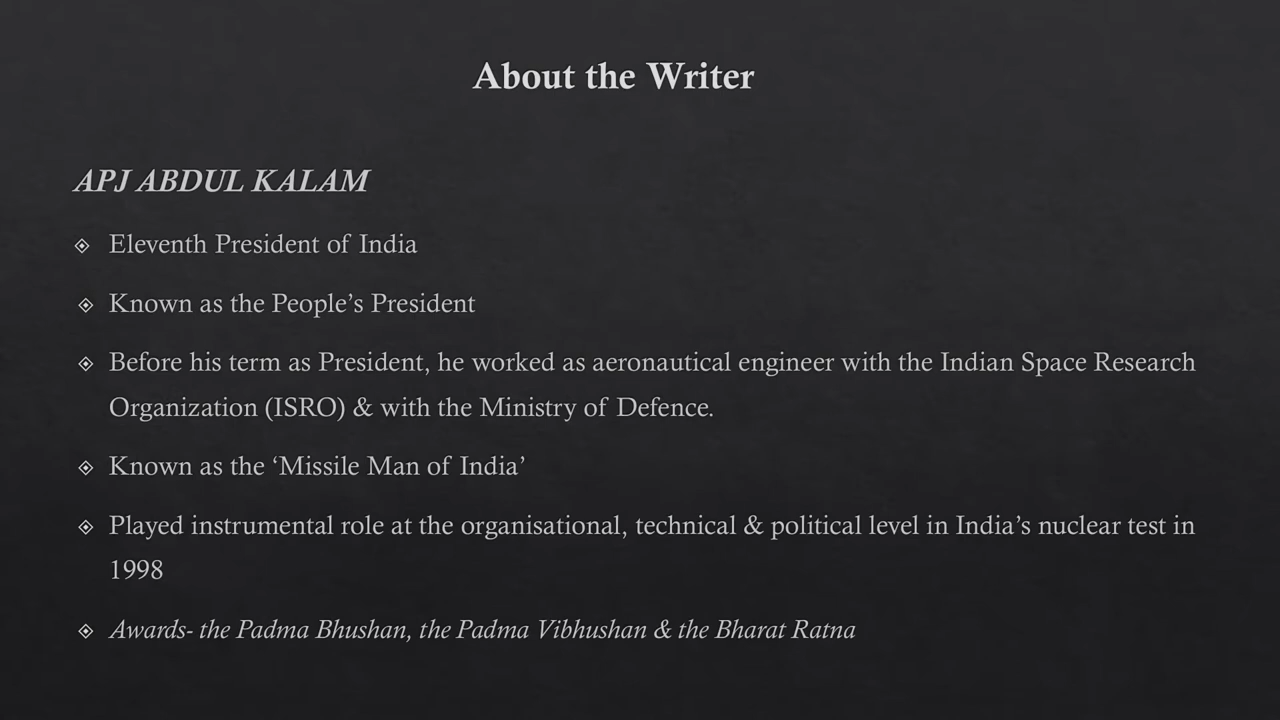 About the Writer
APJ ABDUL KALAM
Eleventh President of India
Known as the People’s President
Before his term as President, he worked as aeronautical engineer with the Indian Space Research
Organization (ISRO) & with the Ministry of Defence.
Known as the ‘Missile Man of India’
Played instrumental role at the organisational, technical & political level in India’s nuclear test in
1998
Awards- the Padma Bhushan, the Padma Vibhushan & the Bharat Ratna